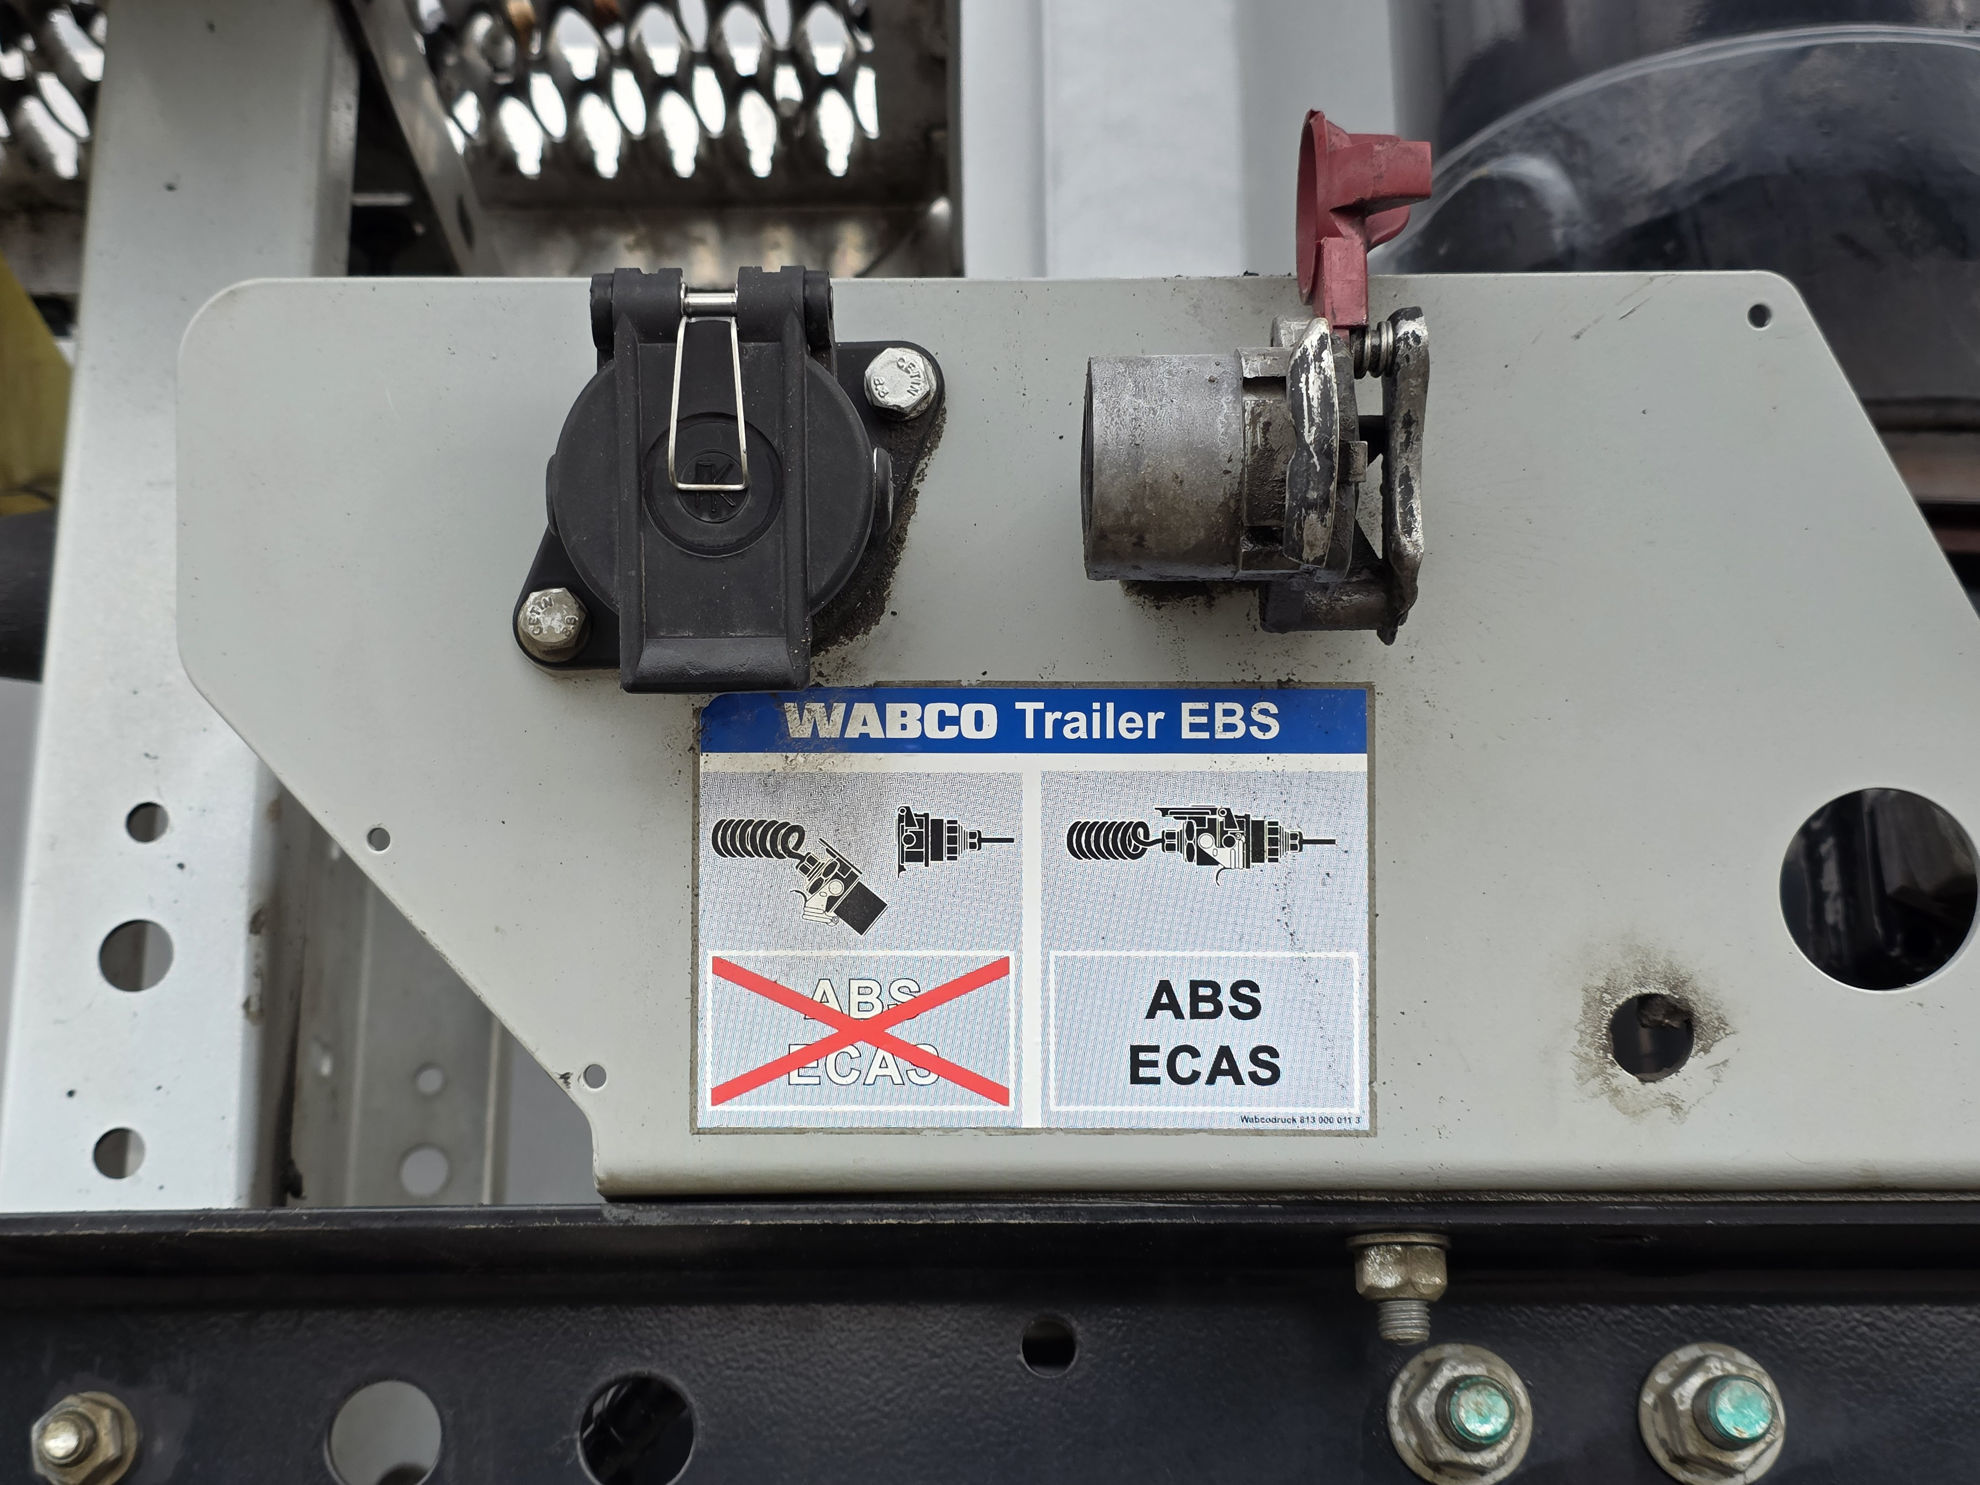 WABCO Trailer EBS
ABS
ECAS
ABS
ECAS
Wabcodruck 813 000 011 3